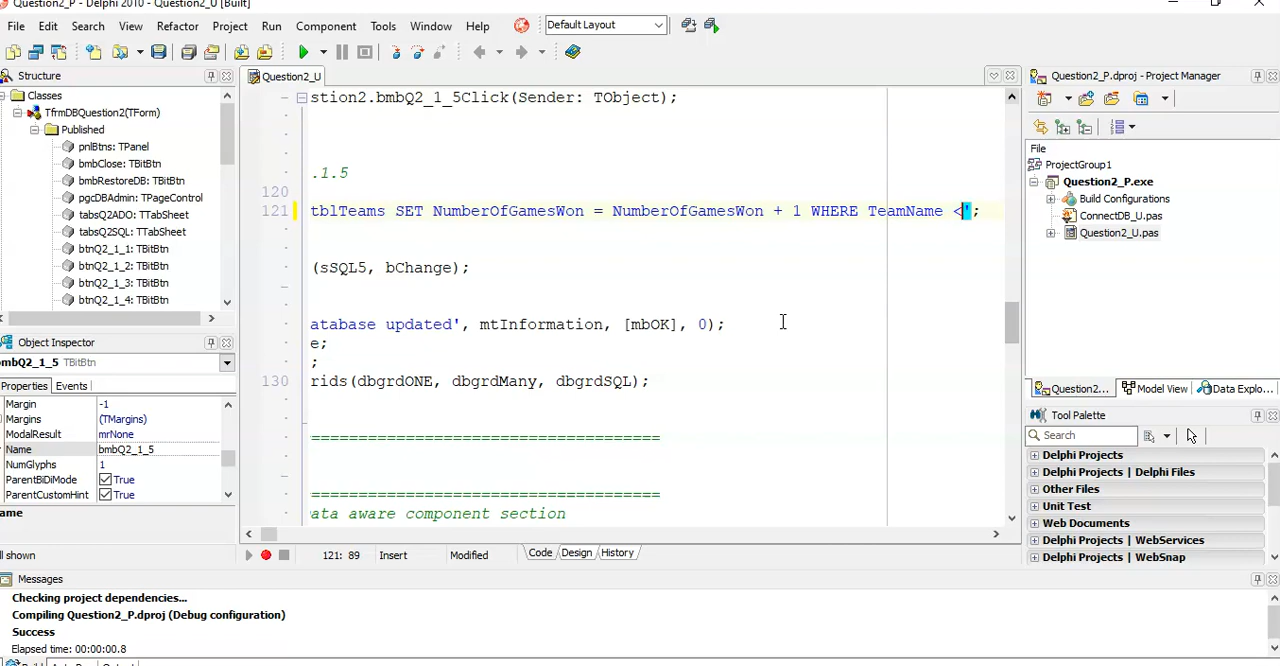 Question2_P - Delphi 2010 - Question2_U [Built]
File Edit Search View Refactor Project Run Component Tools Window Help Default Layout
Structure
Question2_U
Question2_P.dproj - Project Manager
Classes
TfrmDBQuestion2(TForm)
Published
pnlBtns: TPanel
bmbClose: TBitBtn
bmbRestoreDB: TBitBtn
pgcDBAdmin: TPageControl
tabsQ2ADO: TTabSheet
tabsQ2SQL: TTabSheet
btnQ2_1_1: TBitBtn
btnQ2_1_2: TBitBtn
btnQ2_1_3: TBitBtn
btnQ2_1_4: TBitBtn
stion2.bmbQ2_1_5Click(Sender: TObject);
.1.5
120
121 tblTeams SET NumberOfGamesWon = NumberOfGamesWon + 1 WHERE TeamName <';
(sSQL5, bChange);
atabase updated', mtInformation, [mbOK], 0);
e;
;
130 rids(dbgrdONE, dbgrdMany, dbgrdSQL);
=====================================
=====================================
ata aware component section
File
ProjectGroup1
Question2_P.exe
Build Configurations
ConnectDB_U.pas
Question2_U.pas
Question2... Model View Data Explo...
Object Inspector
bmbQ2_1_5 TBitBtn
Properties Events
Margin -1
Margins (TMargins)
ModalResult mrNone
Name bmbQ2_1_5
NumGlyphs 1
ParentBiDiMode True
ParentCustomHint True
ame
ll shown
121: 89 Insert Modified Code Design History
Tool Palette
Search
Delphi Projects
Delphi Projects | Delphi Files
Other Files
Unit Test
Web Documents
Delphi Projects | WebServices
Delphi Projects | WebSnap
Messages
Checking project dependencies...
Compiling Question2_P.dproj (Debug configuration)
Success
Elapsed time: 00:00:00.8